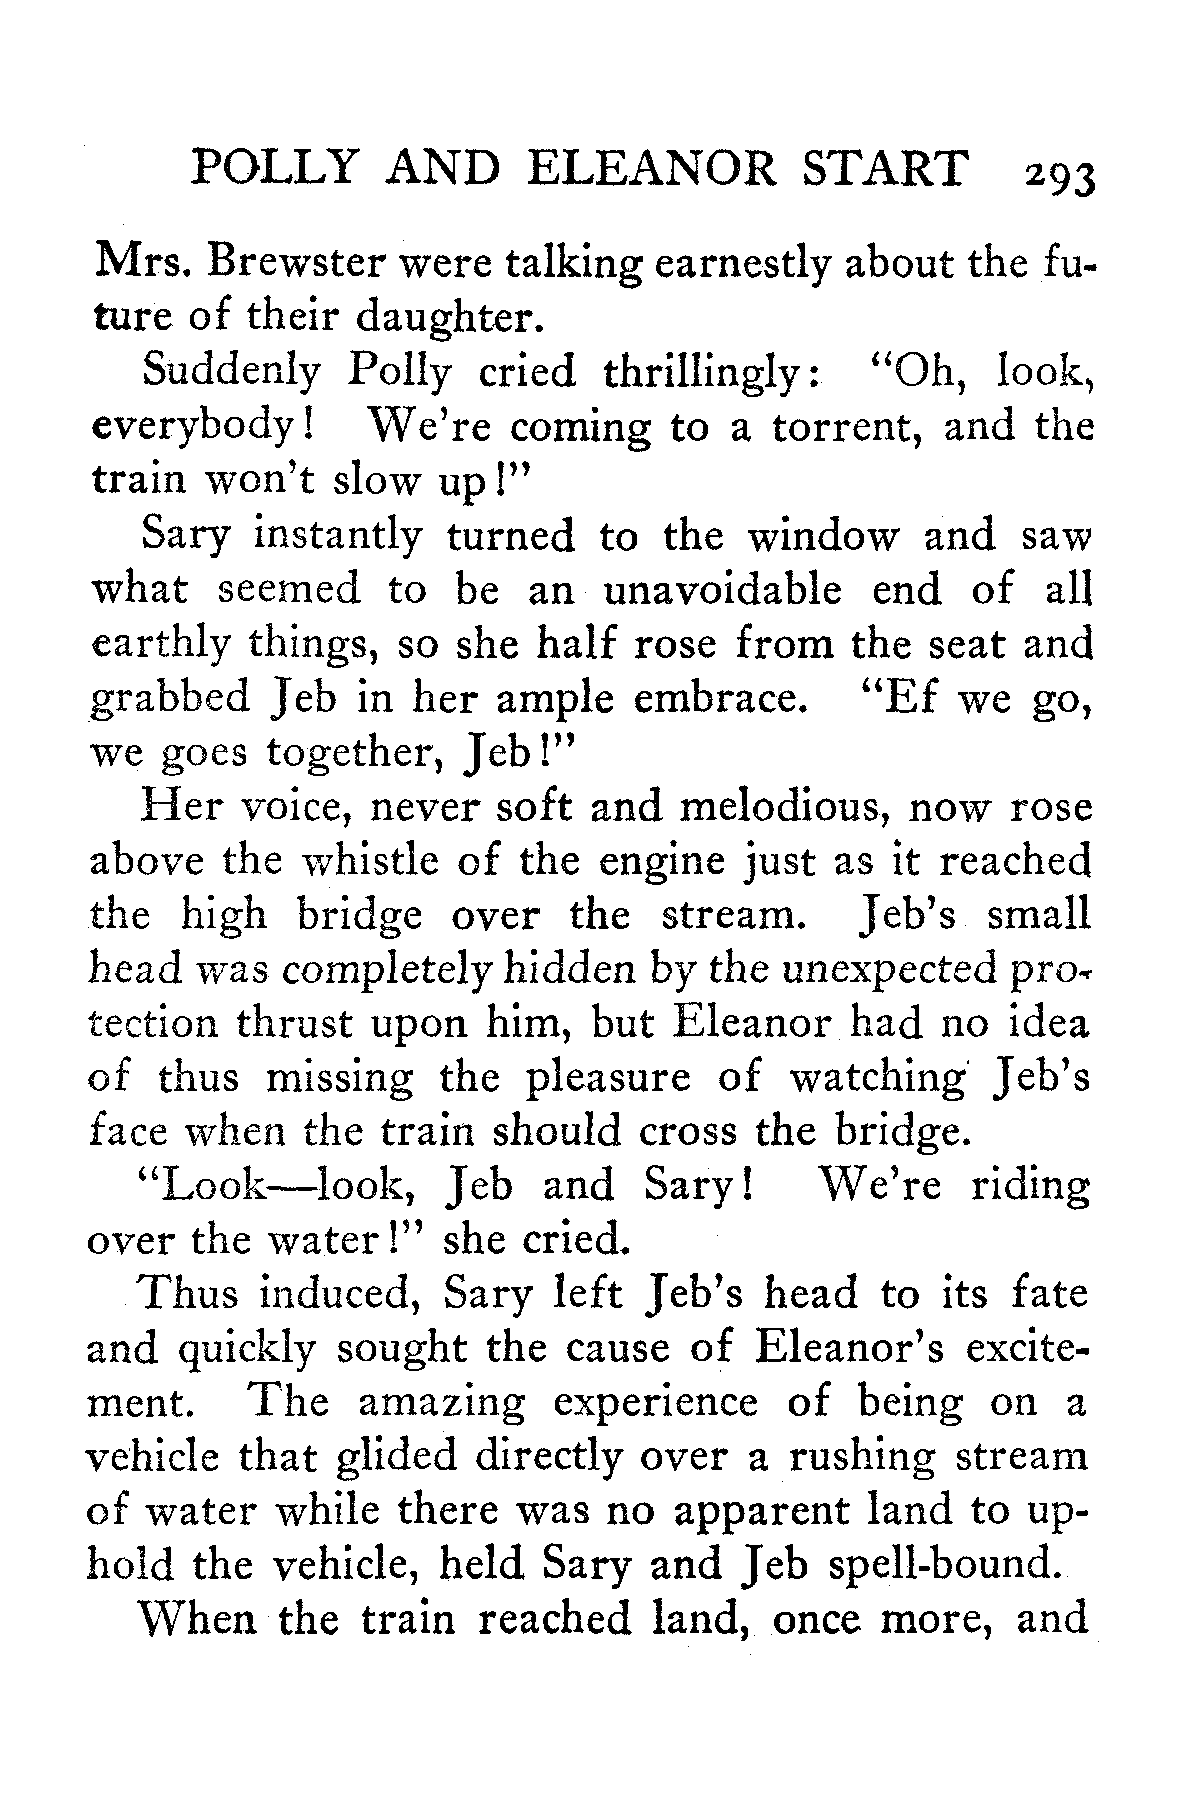 POLLY AND ELEANOR START 293
Mrs. Brewster were talking earnestly about the fu-
ture of their daughter.
Suddenly Polly cried thrillingly: “Oh, look,
everybody! We’re coming to a torrent, and the
train won’t slow up!”
Sary instantly turned to the window and saw
what seemed to be an unavoidable end of all
earthly things, so she half rose from the seat and
grabbed Jeb in her ample embrace. “Ef we go,
we goes together, Jeb!”
Her voice, never soft and melodious, now rose
above the whistle of the engine just as it reached
the high bridge over the stream. Jeb’s small
head was completely hidden by the unexpected pro-
tection thrust upon him, but Eleanor had no idea
of thus missing the pleasure of watching Jeb’s
face when the train should cross the bridge.
“Look—look, Jeb and Sary! We’re riding
over the water!” she cried.
Thus induced, Sary left Jeb’s head to its fate
and quickly sought the cause of Eleanor’s excite-
ment. The amazing experience of being on a
vehicle that glided directly over a rushing stream
of water while there was no apparent land to up-
hold the vehicle, held Sary and Jeb spell-bound.
When the train reached land, once more, and